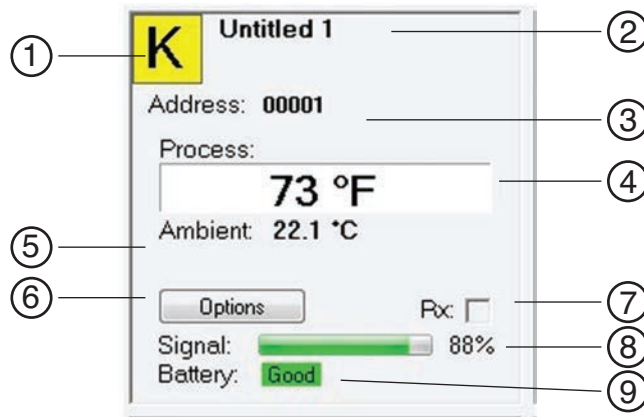 K
Untitled 1
Address: 00001
Process:
73 °F
Ambient: 22.1 °C
Options
Rx:
Signal: 88%
Battery: Good
1
2
3
4
5
6
7
8
9